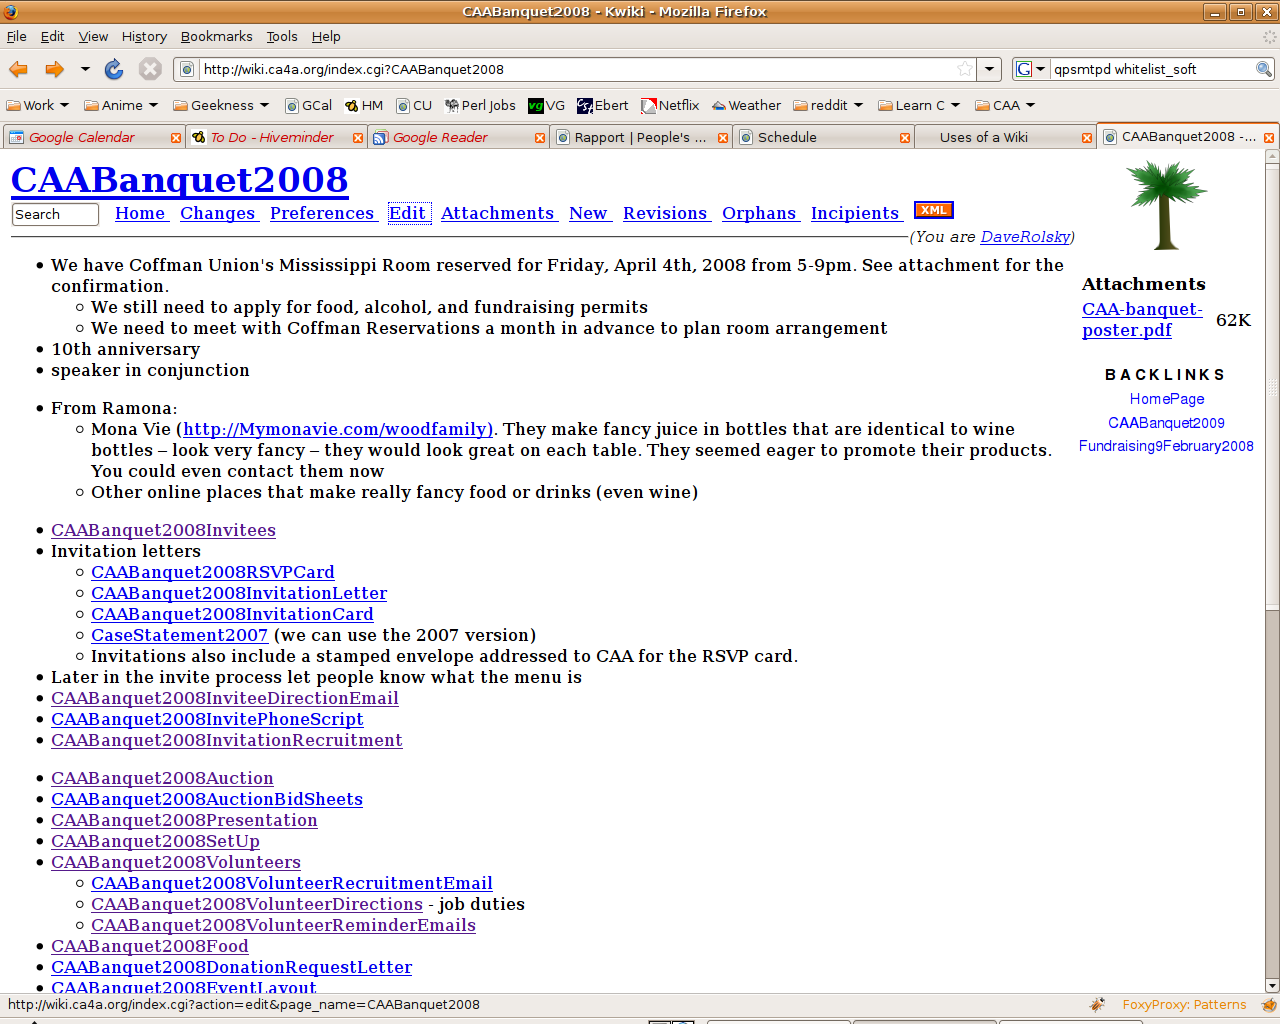 CAABanquet2008 - Kwiki - Mozilla Firefox
File Edit View History Bookmarks Tools Help
http://wiki.ca4a.org/index.cgi?CAABanquet2008
G qpsmtpd whitelist_soft
Work Anime Geekness GCal HM CU Perl Jobs vg VG Ebert Netflix Weather reddit Learn C CAA
Google Calendar To Do - Hiveminder Google Reader Rapport | People's ... Schedule Uses of a Wiki CAABanquet2008 -...
CAABanquet2008
Search Home Changes Preferences Edit Attachments New Revisions Orphans Incipients XML
(You are DaveRolsky)
We have Coffman Union's Mississippi Room reserved for Friday, April 4th, 2008 from 5-9pm. See attachment for the
confirmation.
We still need to apply for food, alcohol, and fundraising permits
We need to meet with Coffman Reservations a month in advance to plan room arrangement
10th anniversary
speaker in conjunction
From Ramona:
Mona Vie (http://Mymonavie.com/woodfamily). They make fancy juice in bottles that are identical to wine
bottles – look very fancy – they would look great on each table. They seemed eager to promote their products.
You could even contact them now
Other online places that make really fancy food or drinks (even wine)
CAABanquet2008Invitees
Invitation letters
CAABanquet2008RSVPCard
CAABanquet2008InvitationLetter
CAABanquet2008InvitationCard
CaseStatement2007 (we can use the 2007 version)
Invitations also include a stamped envelope addressed to CAA for the RSVP card.
Later in the invite process let people know what the menu is
CAABanquet2008InviteeDirectionEmail
CAABanquet2008InvitePhoneScript
CAABanquet2008InvitationRecruitment
CAABanquet2008Auction
CAABanquet2008AuctionBidSheets
CAABanquet2008Presentation
CAABanquet2008SetUp
CAABanquet2008Volunteers
CAABanquet2008VolunteerRecruitmentEmail
CAABanquet2008VolunteerDirections - job duties
CAABanquet2008VolunteerReminderEmails
CAABanquet2008Food
CAABanquet2008DonationRequestLetter
CAABanquet2008EventLayout
Attachments
CAA-banquet-
poster.pdf 62K
BACKLINKS
HomePage
CAABanquet2009
Fundraising9February2008
http://wiki.ca4a.org/index.cgi?action=edit&page_name=CAABanquet2008
FoxyProxy: Patterns